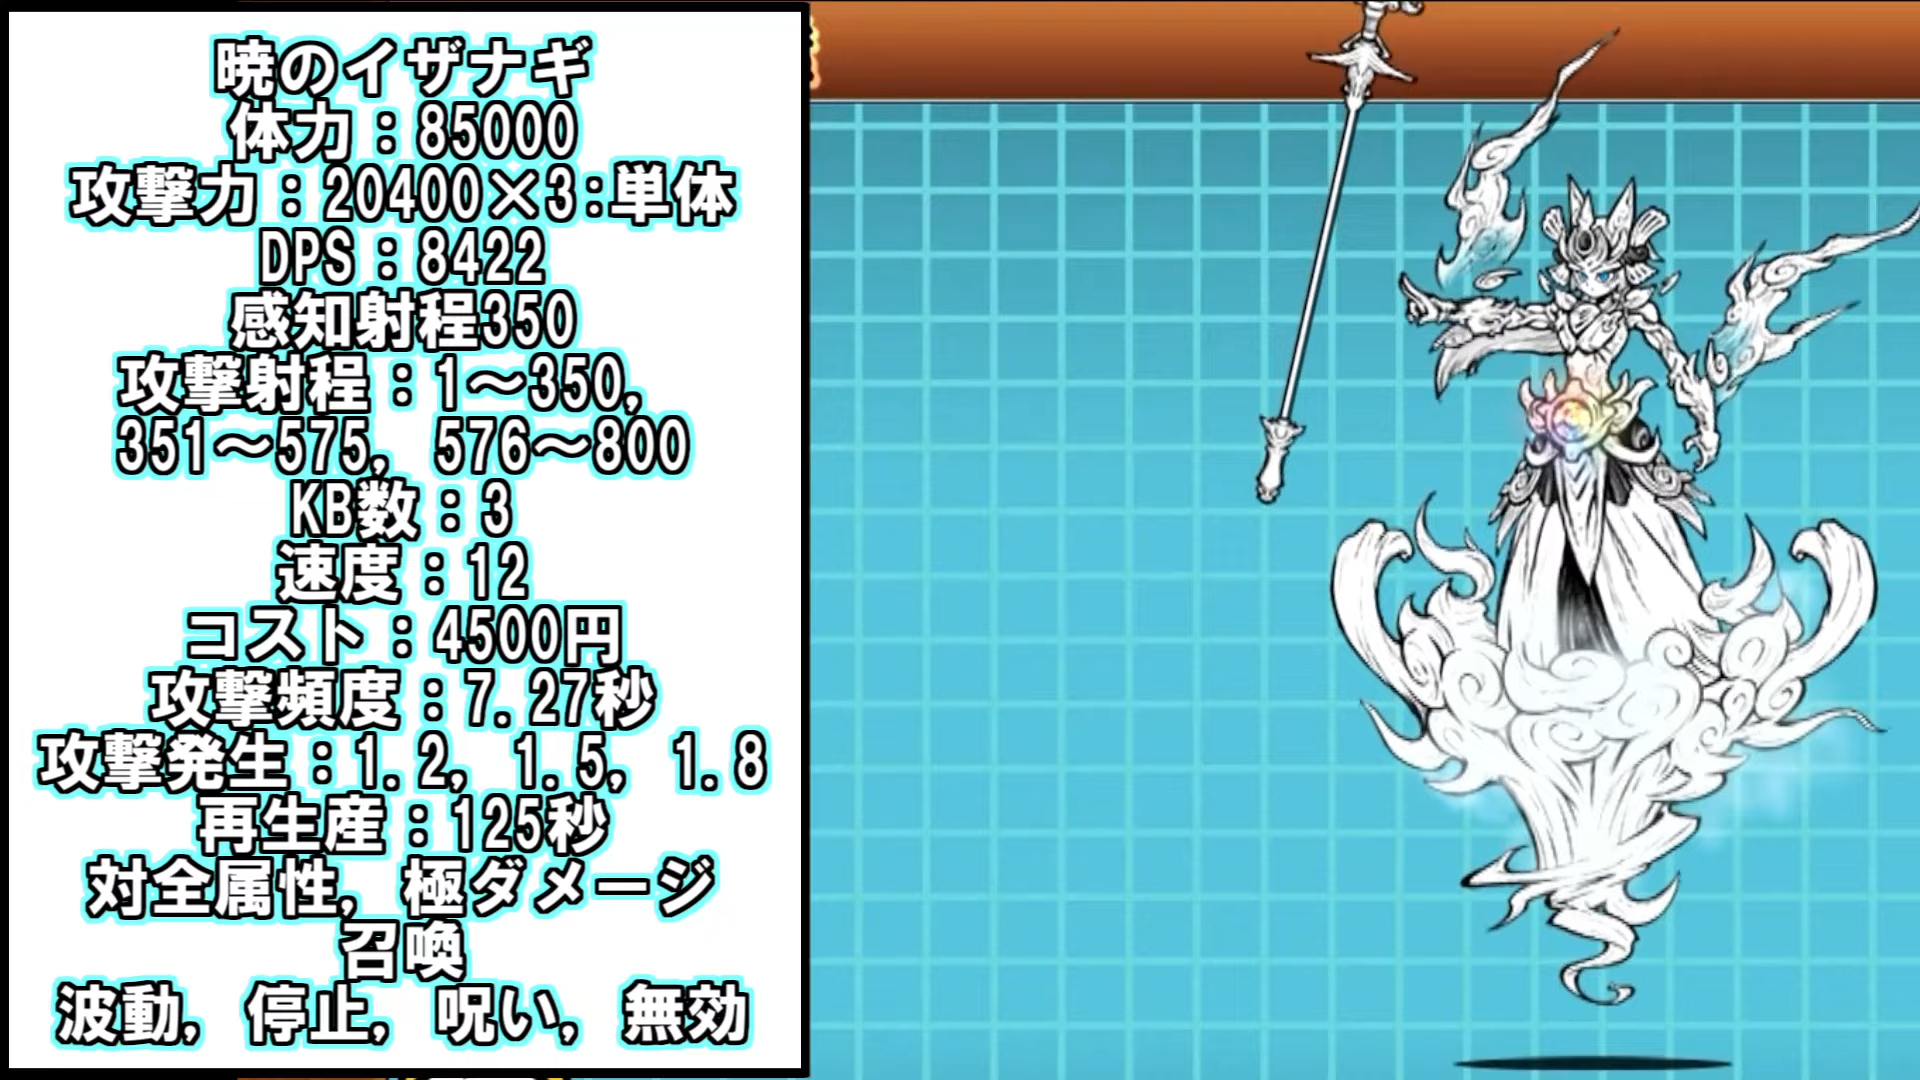 暁のイザナギ
体力：85000
攻撃力：20400×3:単体
DPS：8422
感知射程350
攻撃射程：1～350,
351～575, 576～800
KB数：3
速度：12
コスト：4500円
攻撃頻度：7.27秒
攻撃発生：1.2, 1.5, 1.8
再生産：125秒
対全属性, 極ダメージ
召喚
波動, 停止, 呪い, 無効